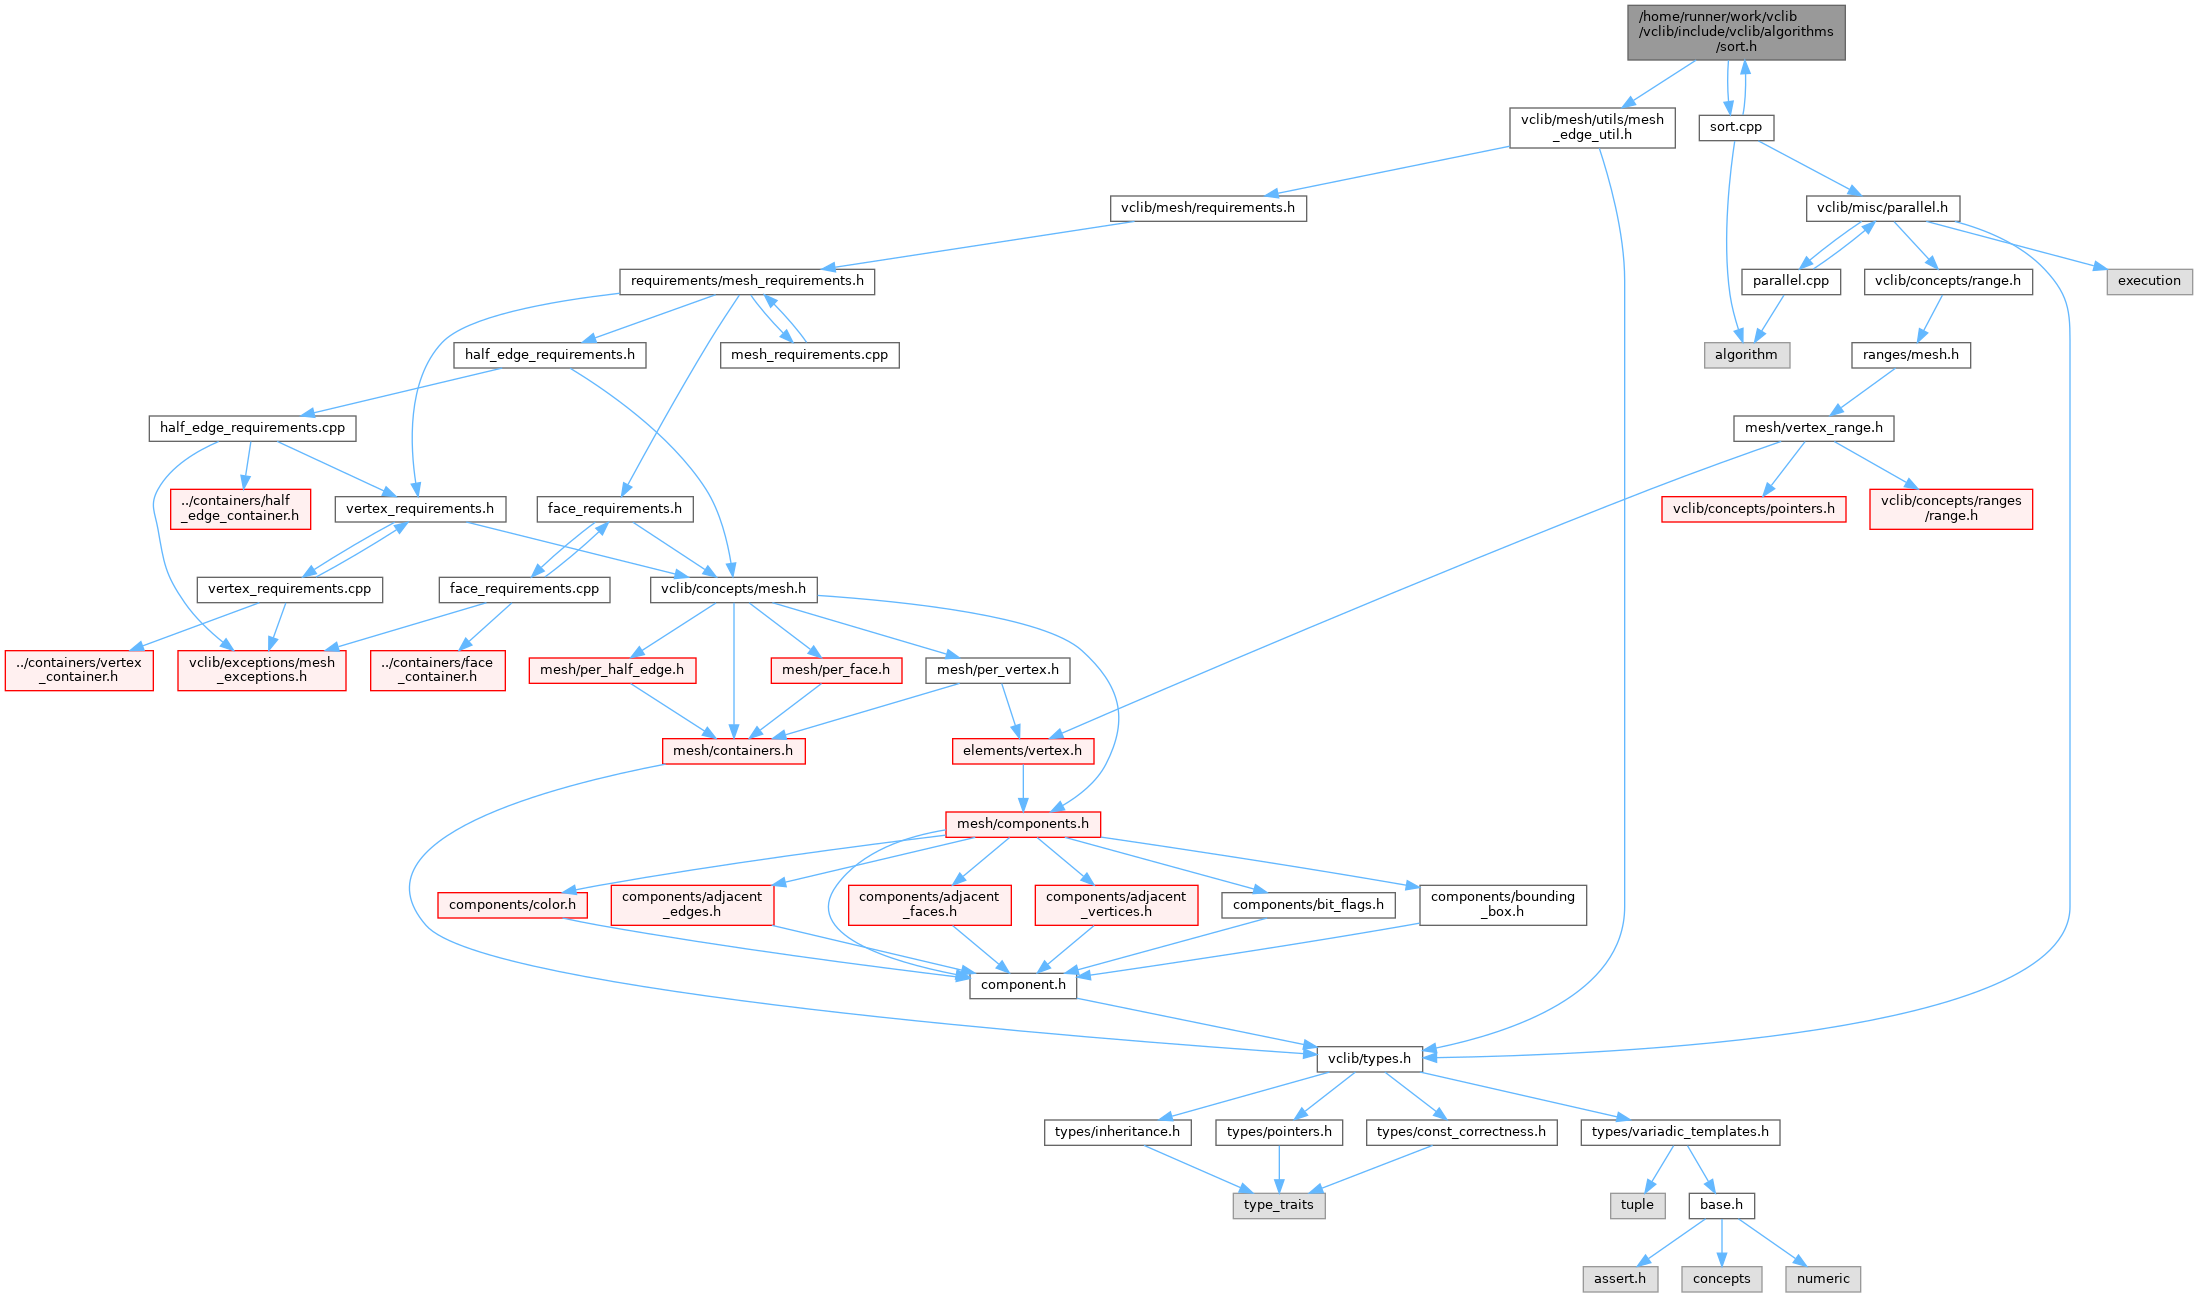 /home/runner/work/vclib
/vclib/include/vclib/algorithms
/sort.h
vclib/mesh/utils/mesh
_edge_util.h
sort.cpp
vclib/mesh/requirements.h
vclib/misc/parallel.h
requirements/mesh_requirements.h
parallel.cpp
vclib/concepts/range.h
execution
half_edge_requirements.h
mesh_requirements.cpp
algorithm
ranges/mesh.h
half_edge_requirements.cpp
mesh/vertex_range.h
../containers/half
_edge_container.h
vertex_requirements.h
face_requirements.h
vclib/concepts/pointers.h
vclib/concepts/ranges
/range.h
vertex_requirements.cpp
face_requirements.cpp
vclib/concepts/mesh.h
../containers/vertex
_container.h
vclib/exceptions/mesh
_exceptions.h
../containers/face
_container.h
mesh/per_half_edge.h
mesh/per_face.h
mesh/per_vertex.h
mesh/containers.h
elements/vertex.h
mesh/components.h
components/color.h
components/adjacent
_edges.h
components/adjacent
_faces.h
components/adjacent
_vertices.h
components/bit_flags.h
components/bounding
_box.h
component.h
vclib/types.h
types/inheritance.h
types/pointers.h
types/const_correctness.h
types/variadic_templates.h
type_traits
tuple
base.h
assert.h
concepts
numeric